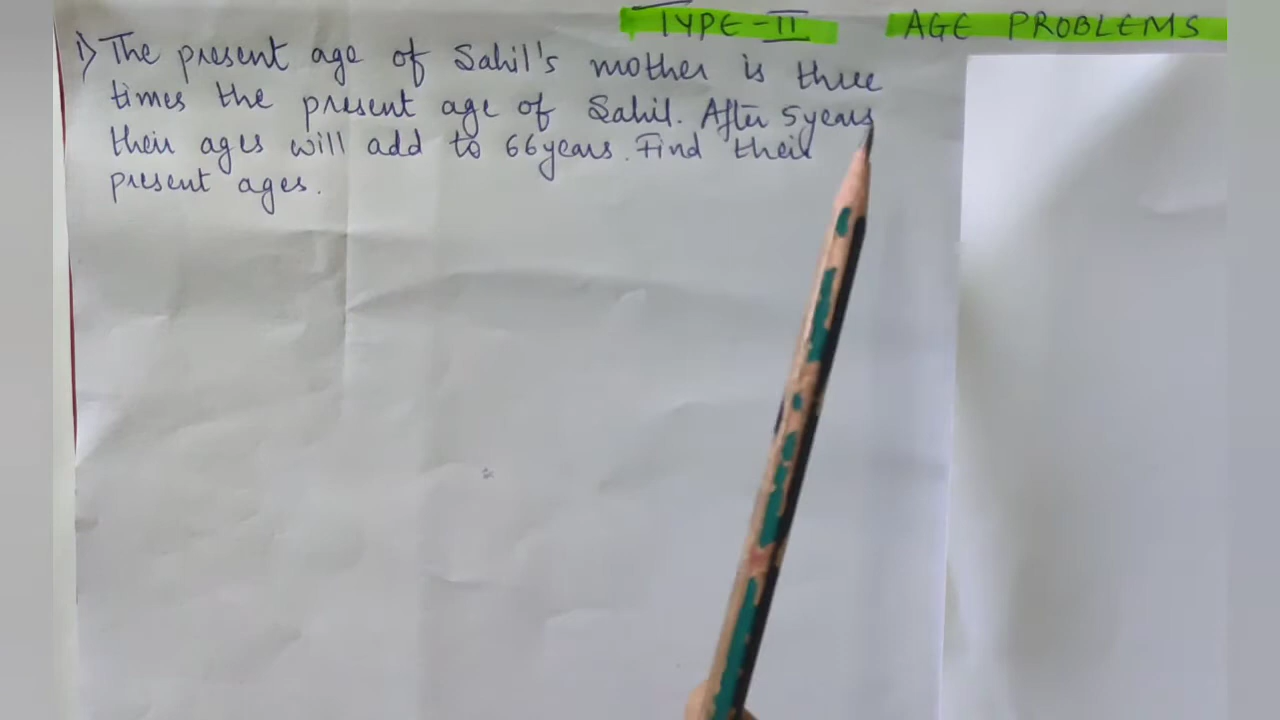 TYPE-II AGE PROBLEMS
1) The present age of Sahil's mother is three
times the present age of Sahil. After 5years
their ages will add to 66years. Find their
present ages.